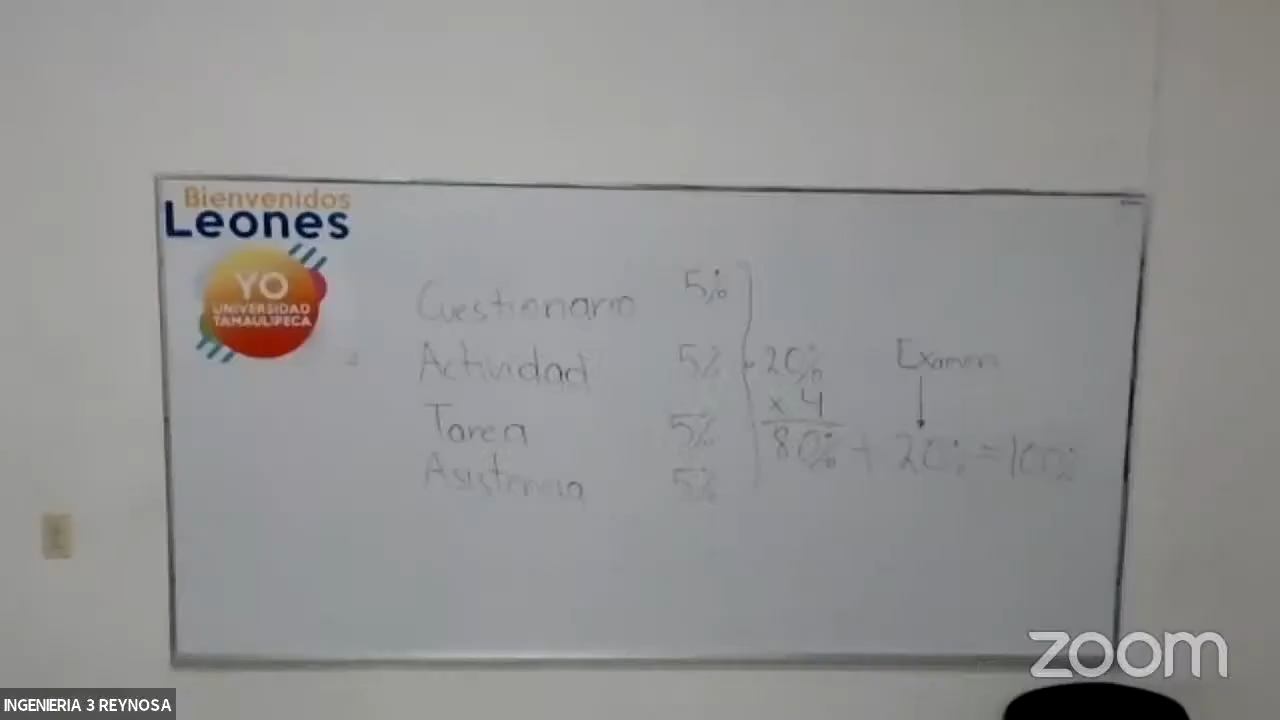 Bienvenidos
Leones
YO
UNIVERSIDAD
TAMAULIPECA
Cuestionario 5%
Actividad 5% 20% Examen
x 4
Tarea 5% 80% + 20% = 100%
Asistencia 5%
zoom
INGENIERIA 3 REYNOSA